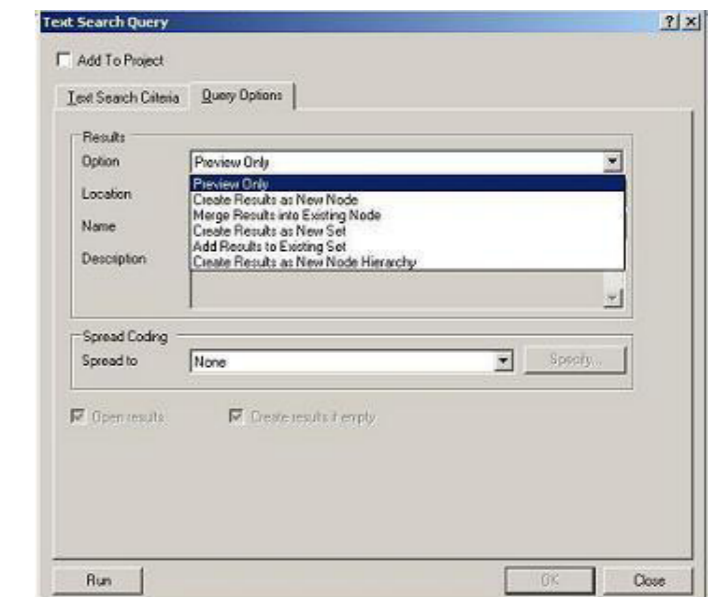 Text Search Query
Add To Project
Text Search Criteria Query Options
Results
Option Preview Only
Preview Only
Location
Create Results as New Node
Merge Results into Existing Node
Name
Create Results as New Set
Add Results to Existing Set
Description
Create Results as New Node Hierarchy
Spread Coding
Spread to None Specify...
Open results Create results if empty
Run OK Close